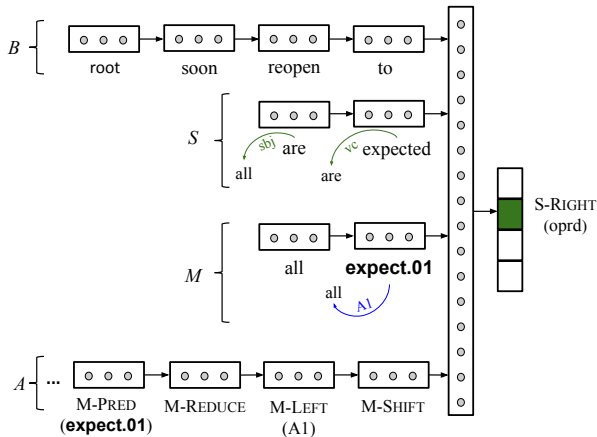 B
root soon reopen to
S
sbj are vc expected
all are
S-RIGHT
(oprd)
M
all expect.01
all A1
A
... M-PRED M-REDUCE M-LEFT M-SHIFT
(expect.01) (A1)